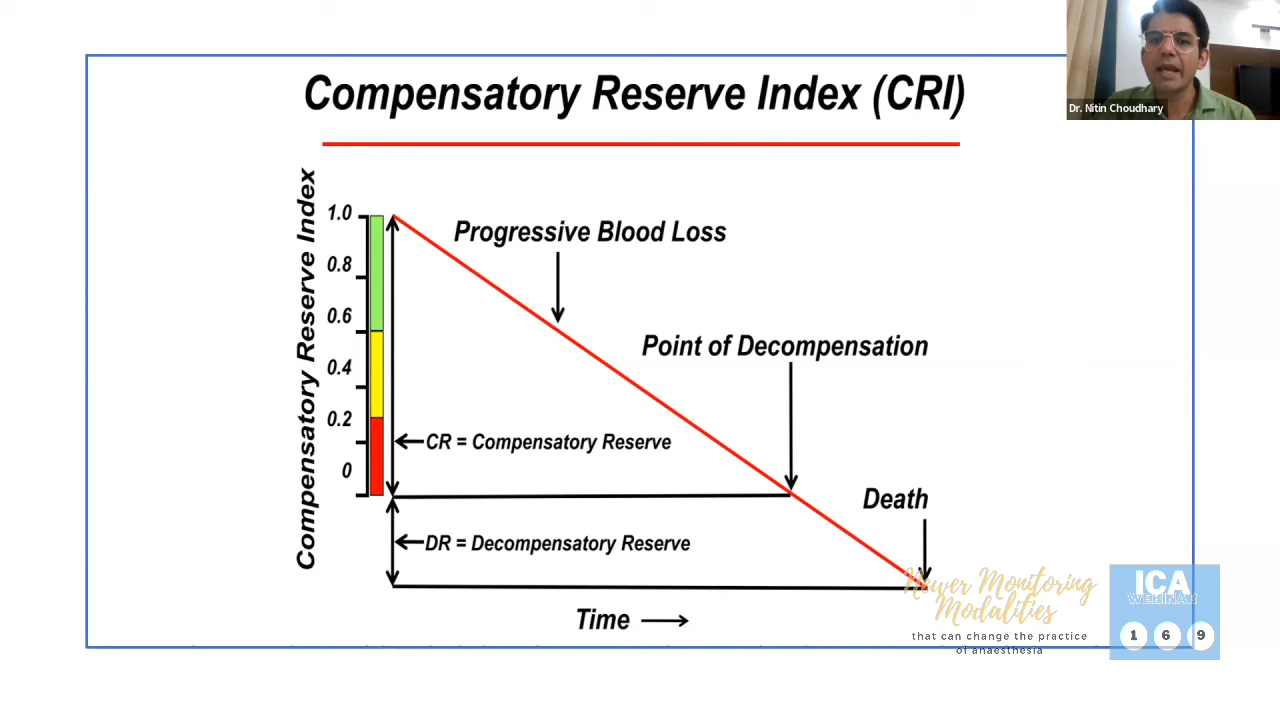 Dr. Nitin Choudhary
Compensatory Reserve Index (CRI)
Compensatory Reserve Index
1.0
0.8
0.6
0.4
0.2
0
Progressive Blood Loss
Point of Decompensation
CR = Compensatory Reserve
Death
DR = Decompensatory Reserve
Time
Newer Monitoring
Modalities
that can change the practice
of anaesthesia
ICA
WEBINAR
1 6 9